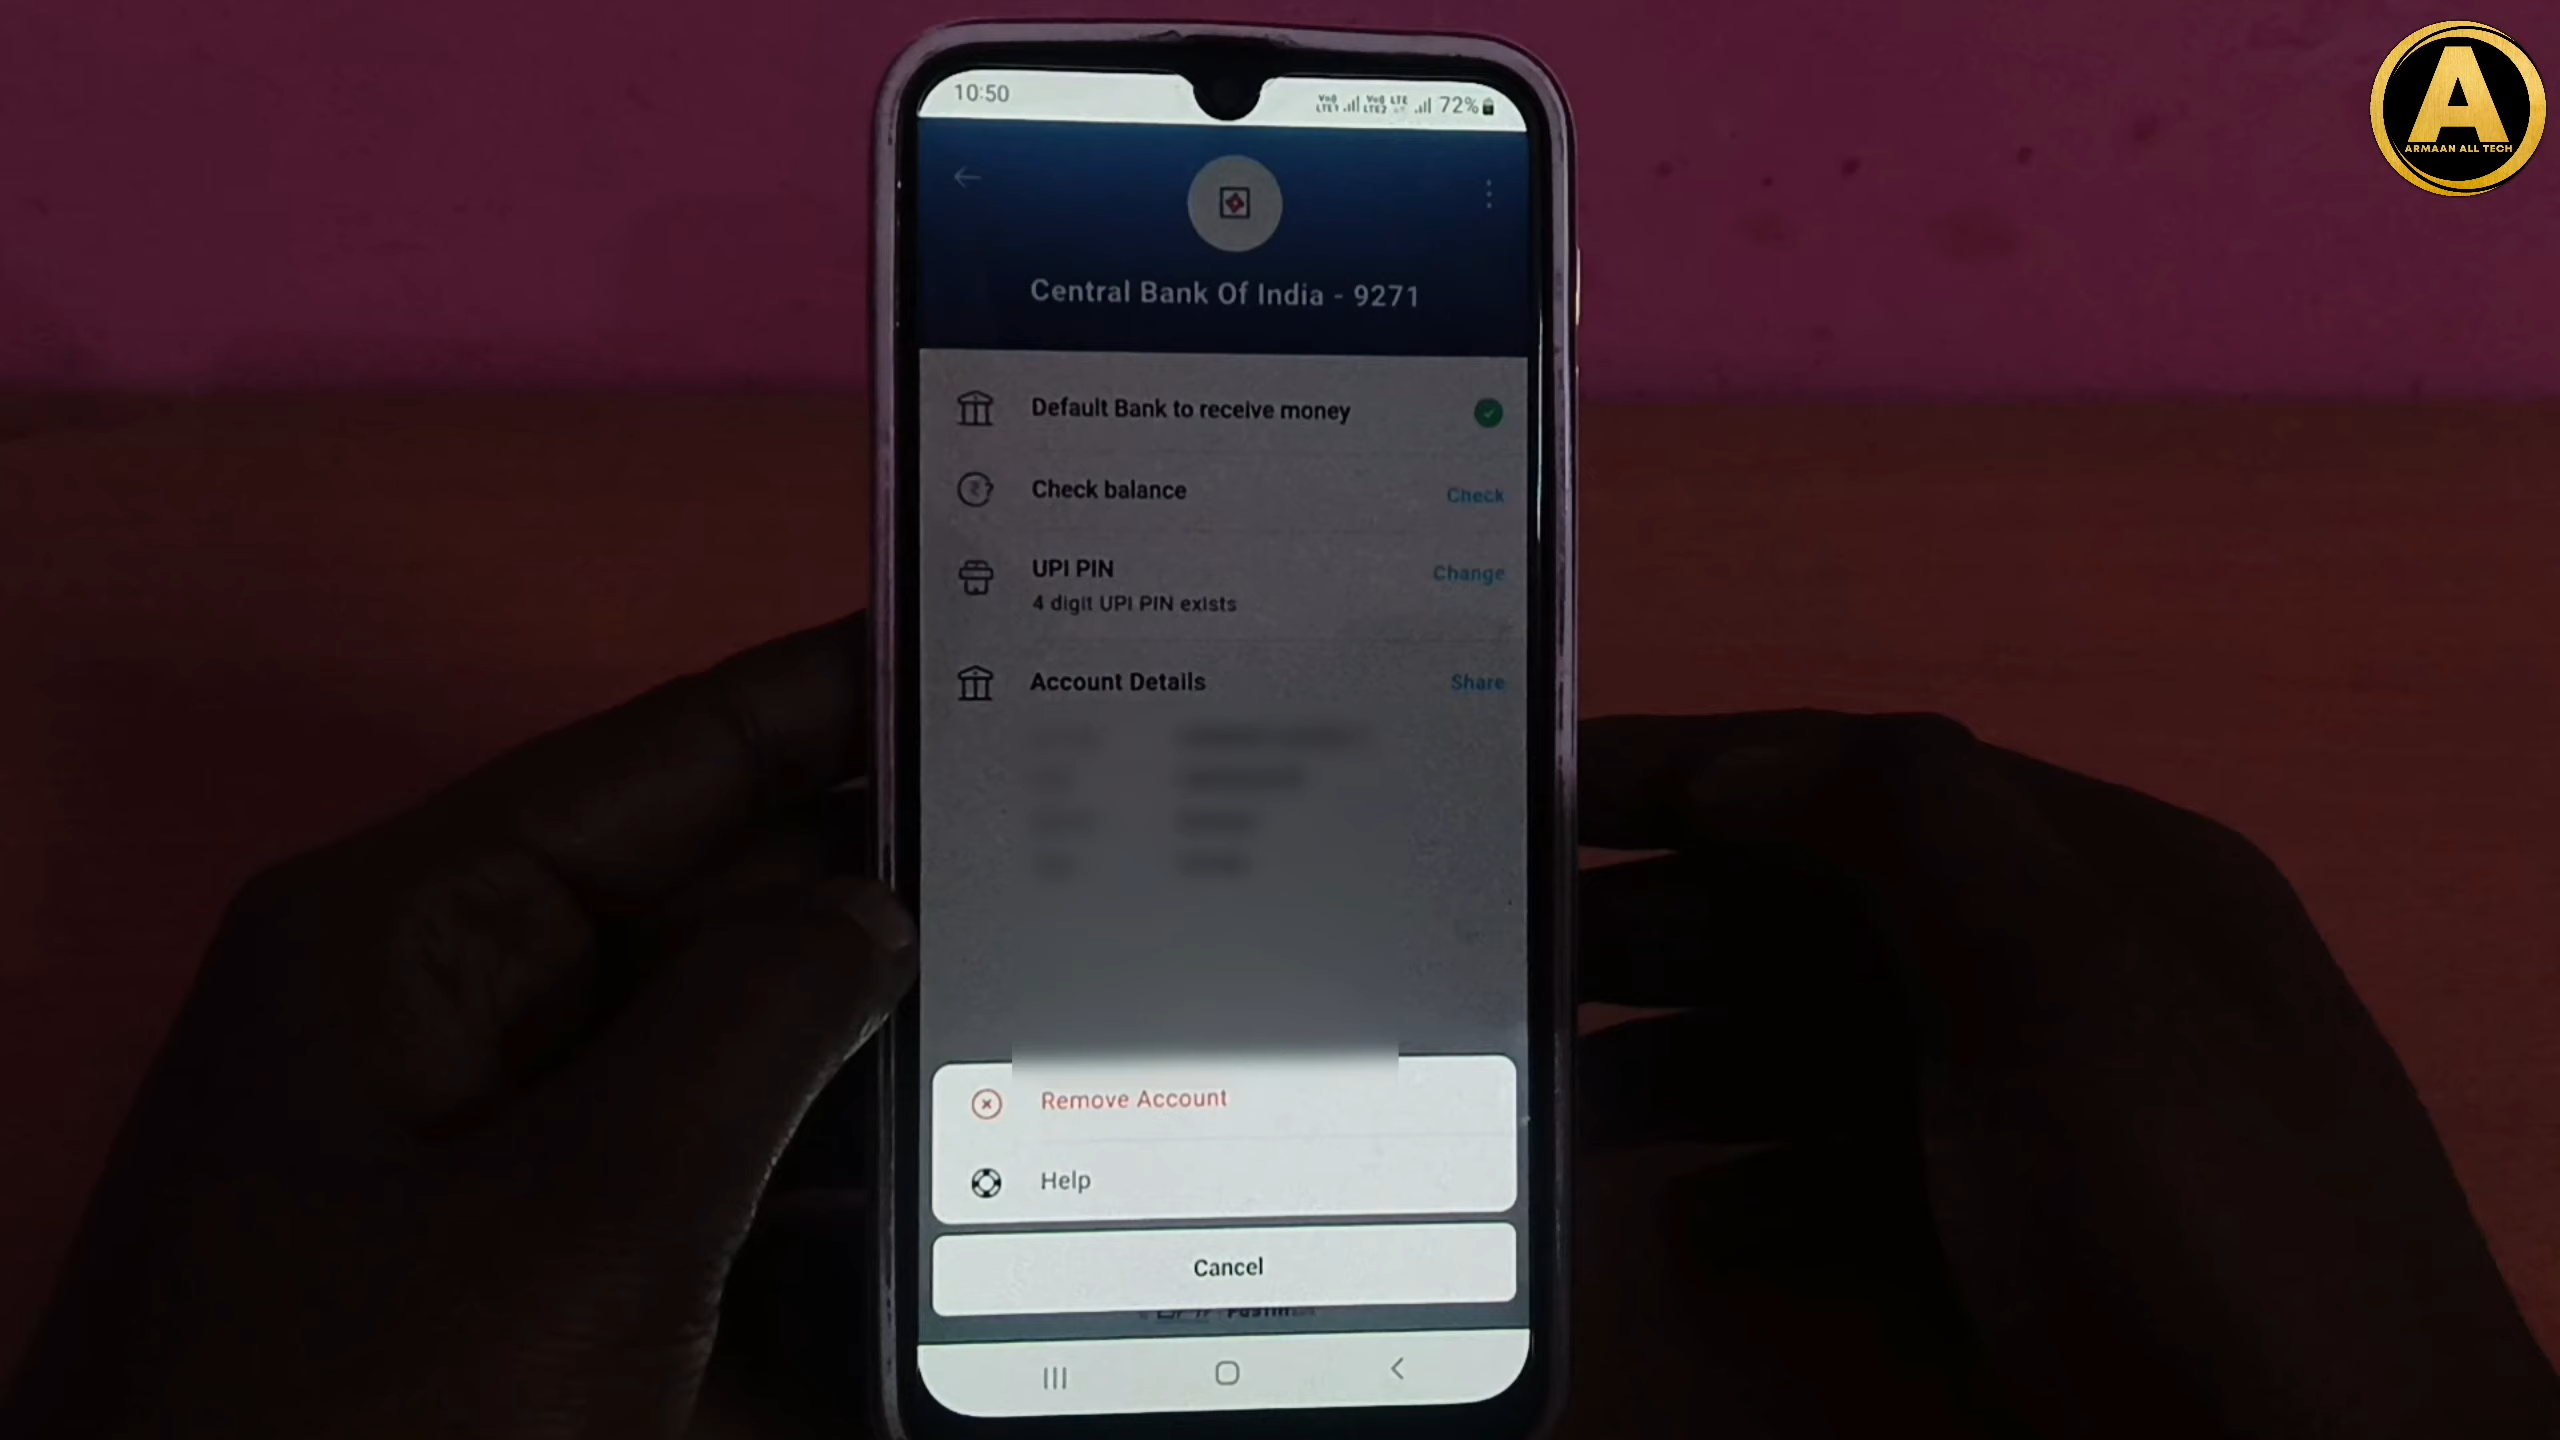 A
ARMAAN ALL TECH
10:50
72%
Central Bank Of India - 9271
Default Bank to receive money
Check balance
Check
UPI PIN
Change
4 digit UPI PIN exists
Account Details
Share
Remove Account
Help
Cancel